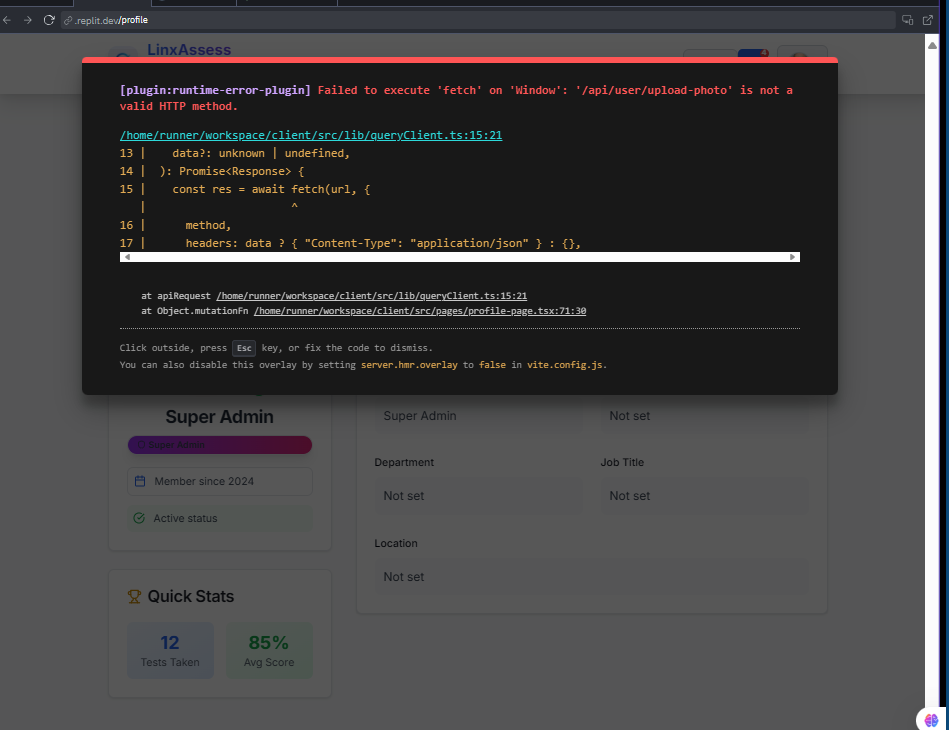 .replit.dev/profile
LinxAssess
4
[plugin:runtime-error-plugin] Failed to execute 'fetch' on 'Window': '/api/user/upload-photo' is not a
valid HTTP method.
/home/runner/workspace/client/src/lib/queryClient.ts:15:21
13 |    data?: unknown | undefined,
14 |  ): Promise<Response> {
15 |    const res = await fetch(url, {
   |                      ^
16 |      method,
17 |      headers: data ? { "Content-Type": "application/json" } : {},
at apiRequest /home/runner/workspace/client/src/lib/queryClient.ts:15:21
at Object.mutationFn /home/runner/workspace/client/src/pages/profile-page.tsx:71:30
Click outside, press Esc key, or fix the code to dismiss.
You can also disable this overlay by setting server.hmr.overlay to false in vite.config.js.
Super Admin
Super Admin
Member since 2024
Active status
Quick Stats
12
Tests Taken
85%
Avg Score
Super Admin
Not set
Department
Job Title
Not set
Not set
Location
Not set